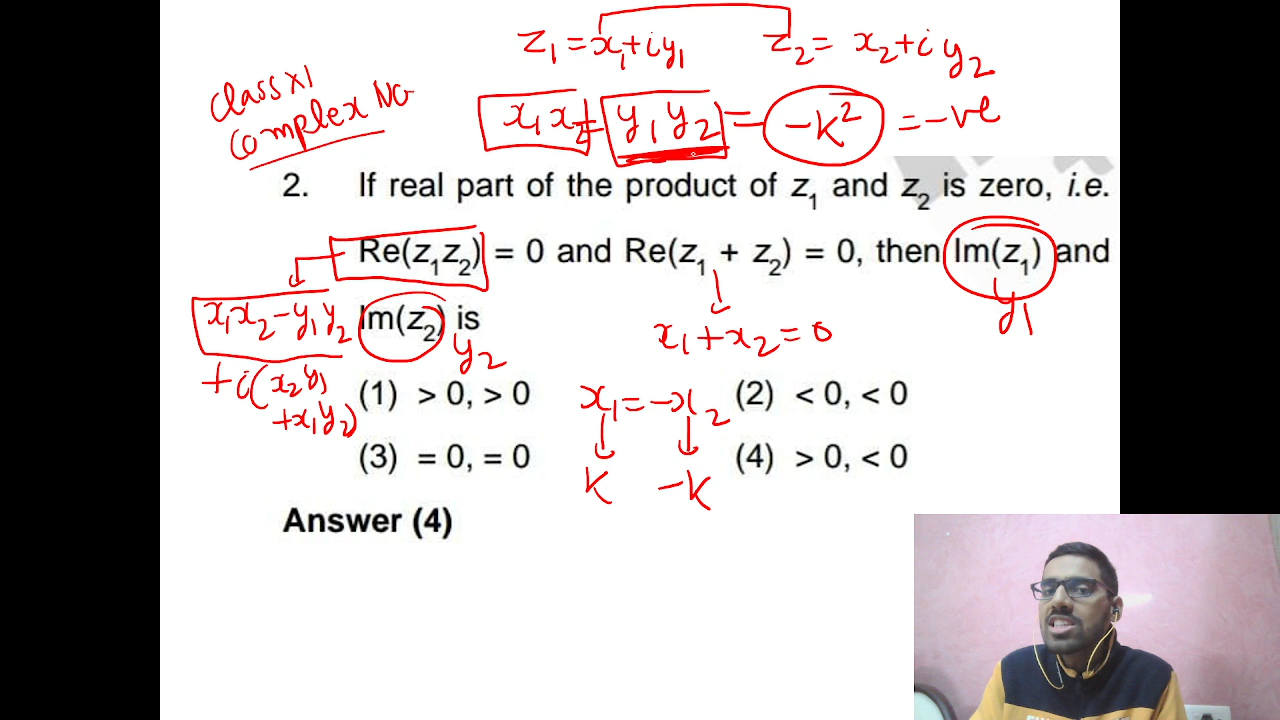 z₁ = x₁ + iy₁ z₂ = x₂ + i y₂
class XI
complex No
x₁x₂ = y₁ y₂ = -K² = -ve
2. If real part of the product of z₁ and z₂ is zero, i.e.
Re(z₁z₂) = 0 and Re(z₁ + z₂) = 0, then Im(z₁) and
x₁x₂ - y₁y₂ Im(z₂) is
y₂ x₁ + x₂ = 0 y₁
+ i(x₂y₁
+ x₁y₂)
(1) > 0, > 0 x₁ = -x₂ (2) < 0, < 0
(3) = 0, = 0 K -K (4) > 0, < 0
Answer (4)